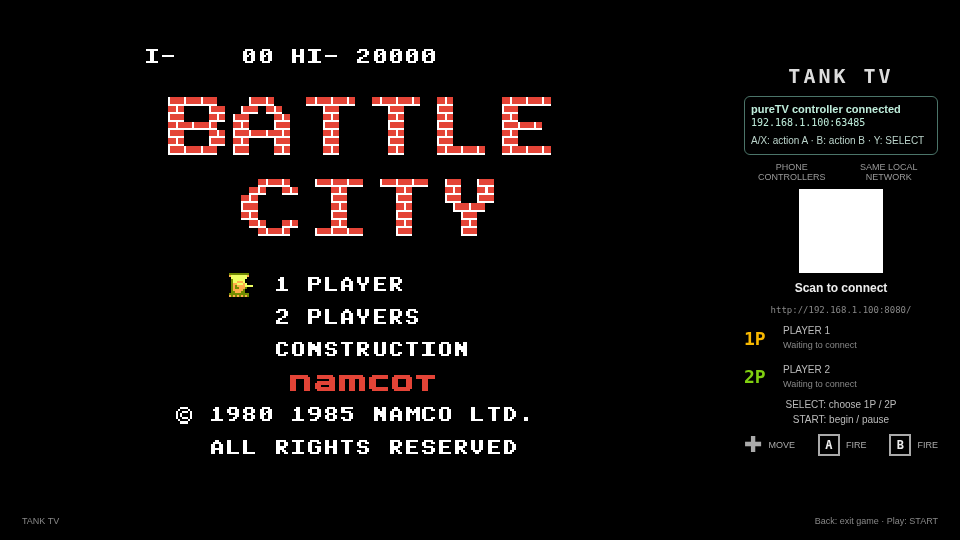 I-     00 HI- 20000
BATTLE
CITY
1 PLAYER
2 PLAYERS
CONSTRUCTION
namcot
© 1980 1985 NAMCO LTD.
ALL RIGHTS RESERVED
TANK TV
pureTV controller connected
192.168.1.100:63485
A/X: action A · B: action B · Y: SELECT
PHONE CONTROLLERS
SAME LOCAL NETWORK
Scan to connect
http://192.168.1.100:8080/
1P PLAYER 1
Waiting to connect
2P PLAYER 2
Waiting to connect
SELECT: choose 1P / 2P
START: begin / pause
MOVE A FIRE B FIRE
TANK TV
Back: exit game · Play: START